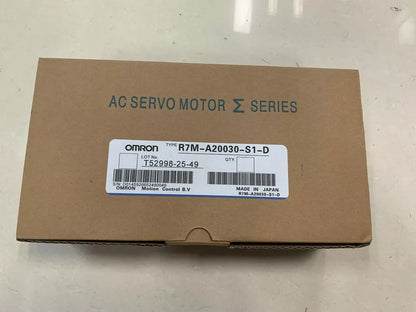 AC SERVO MOTOR Σ SERIES
OMRON TYPE R7M-A20030-S1-D
LOT No. T52998-25-49 QTY
OMRON Motion Control B.V MADE IN JAPAN
R7M-A20030-S1-D